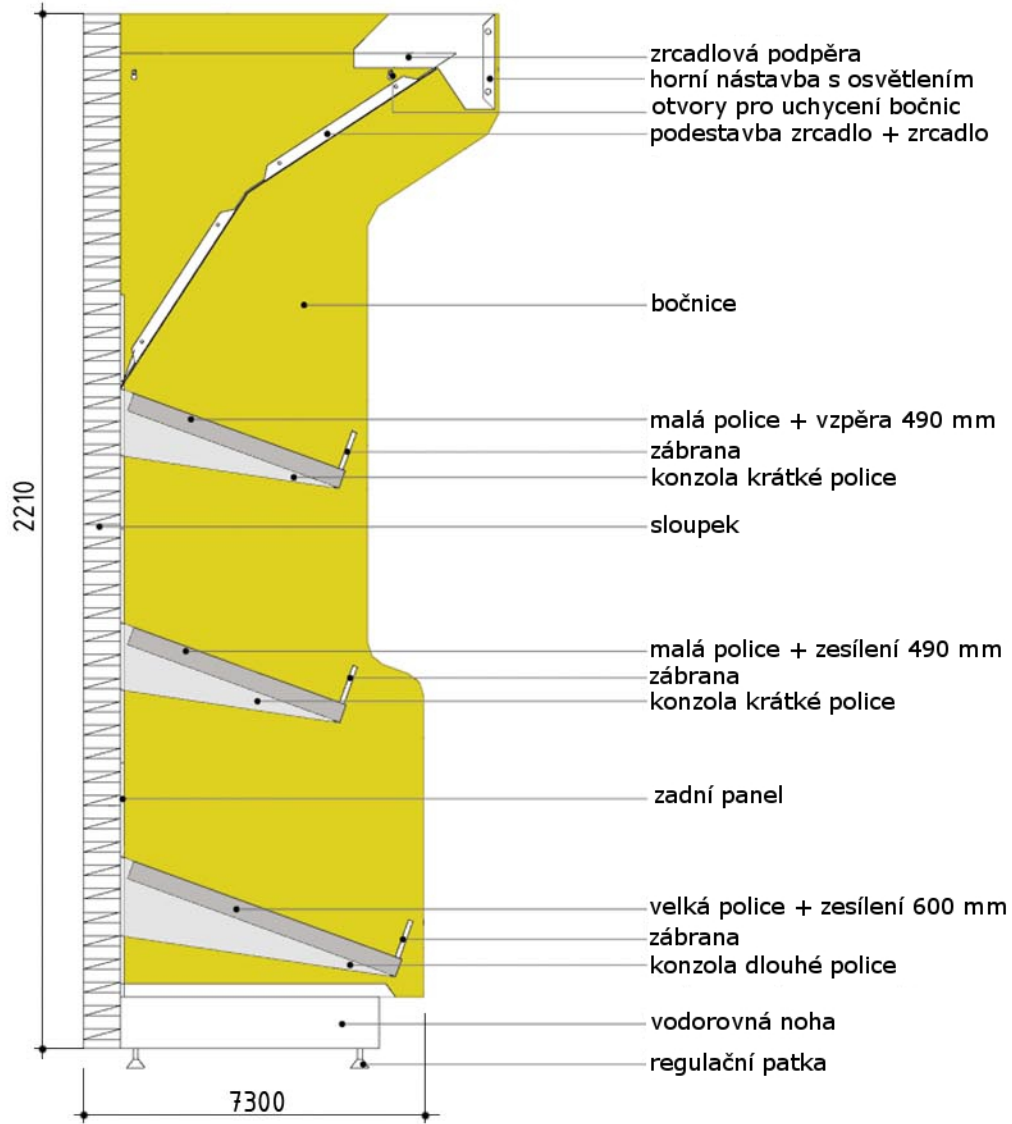 zrcadlová podpěra
horní nástavba s osvětlením
otvory pro uchycení bočnic
podestavba zrcadlo + zrcadlo
bočnice
malá police + vzpěra 490 mm
zábrana
konzola krátké police
2210
sloupek
malá police + zesílení 490 mm
zábrana
konzola krátké police
zadní panel
velká police + zesílení 600 mm
zábrana
konzola dlouhé police
vodorovná noha
regulační patka
7300